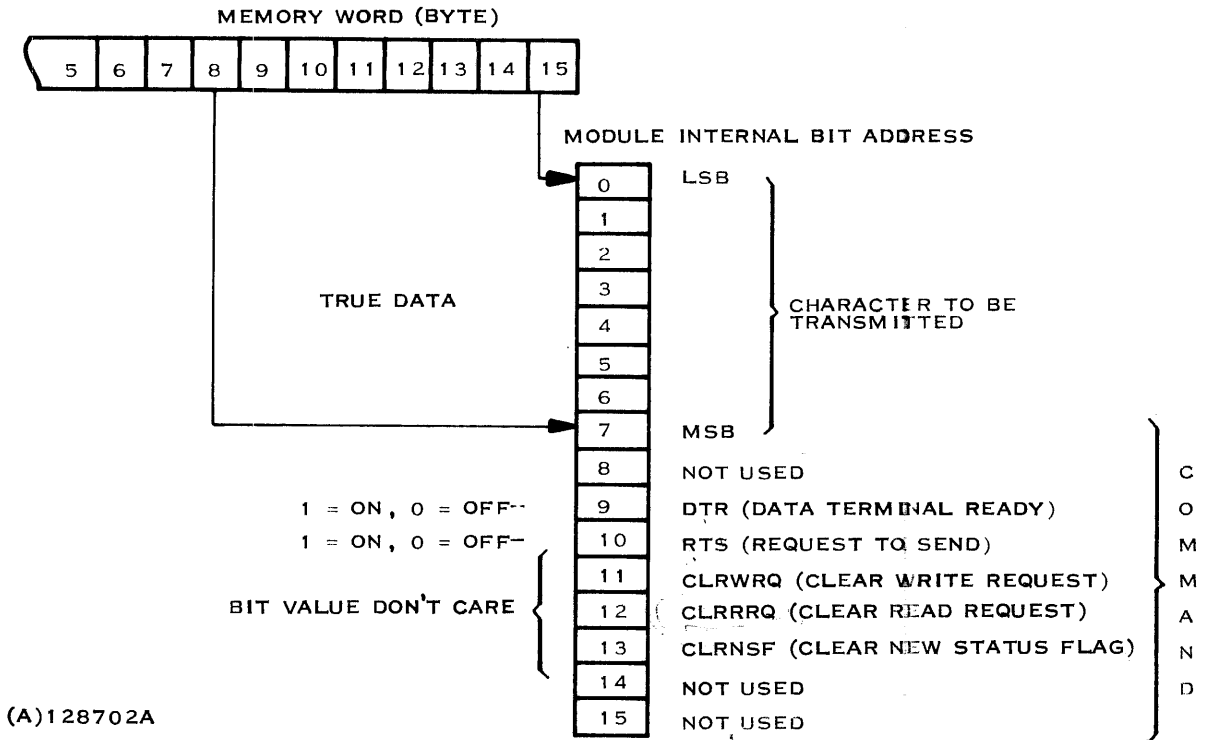 MEMORY WORD (BYTE)
5 6 7 8 9 10 11 12 13 14 15
MODULE INTERNAL BIT ADDRESS
0 LSB
1
2
3
TRUE DATA
CHARACTER TO BE
TRANSMITTED
4
5
6
7 MSB
8 NOT USED
1 = ON, 0 = OFF-- 9 DTR (DATA TERMINAL READY)
1 = ON, 0 = OFF- 10 RTS (REQUEST TO SEND)
11 CLRWRQ (CLEAR WRITE REQUEST)
BIT VALUE DON'T CARE 12 CLRRRQ (CLEAR READ REQUEST)
13 CLRNSF (CLEAR NEW STATUS FLAG)
14 NOT USED
15 NOT USED
COMMAND
(A)128702A